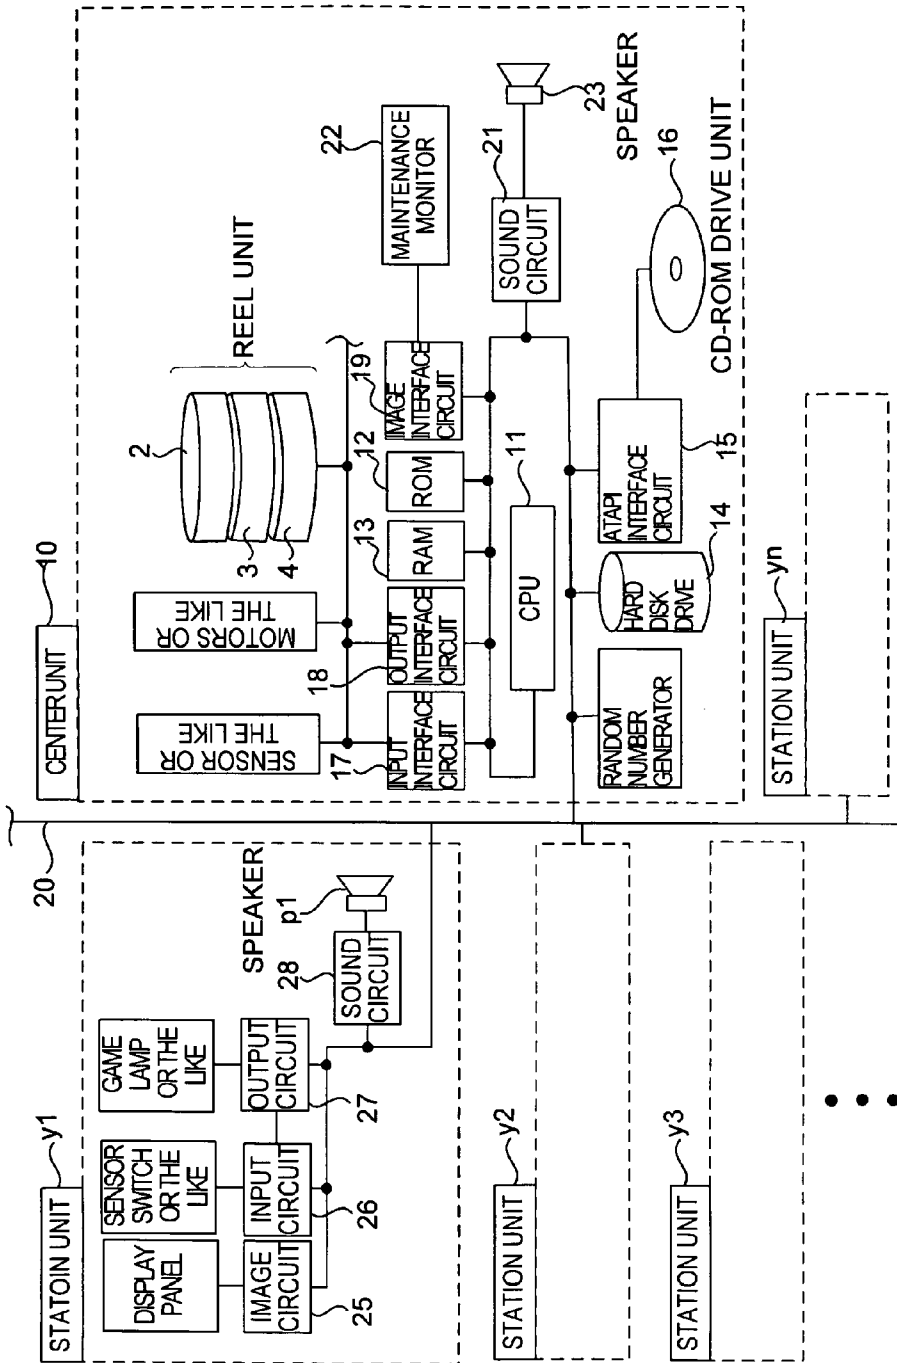 STATOIN UNIT
y1
DISPLAY
PANEL
SENSOR
SWITCH
OR THE
LIKE
GAME
LAMP
OR THE
LIKE
IMAGE
CIRCUIT
25
INPUT
CIRCUIT
26
OUTPUT
CIRCUIT
27
SOUND
CIRCUIT
28
SPEAKER
p1
20
STATION UNIT
y2
STATION UNIT
y3
STATION UNIT
yn
CENTER UNIT
10
SENSOR OR
THE LIKE
MOTORS OR
THE LIKE
2
3
4
REEL UNIT
INPUT
INTERFACE
CIRCUIT
17
OUTPUT
INTERFACE
CIRCUIT
18
RAM
13
ROM
12
IMAGE
INTERFACE
CIRCUIT
19
MAINTENANCE
MONITOR
22
CPU
11
SOUND
CIRCUIT
21
23
SPEAKER
RANDOM
NUMBER
GENERATOR
HARD
DISK
DRIVE
14
ATAPI
INTERFACE
CIRCUIT
15
16
CD-ROM DRIVE UNIT